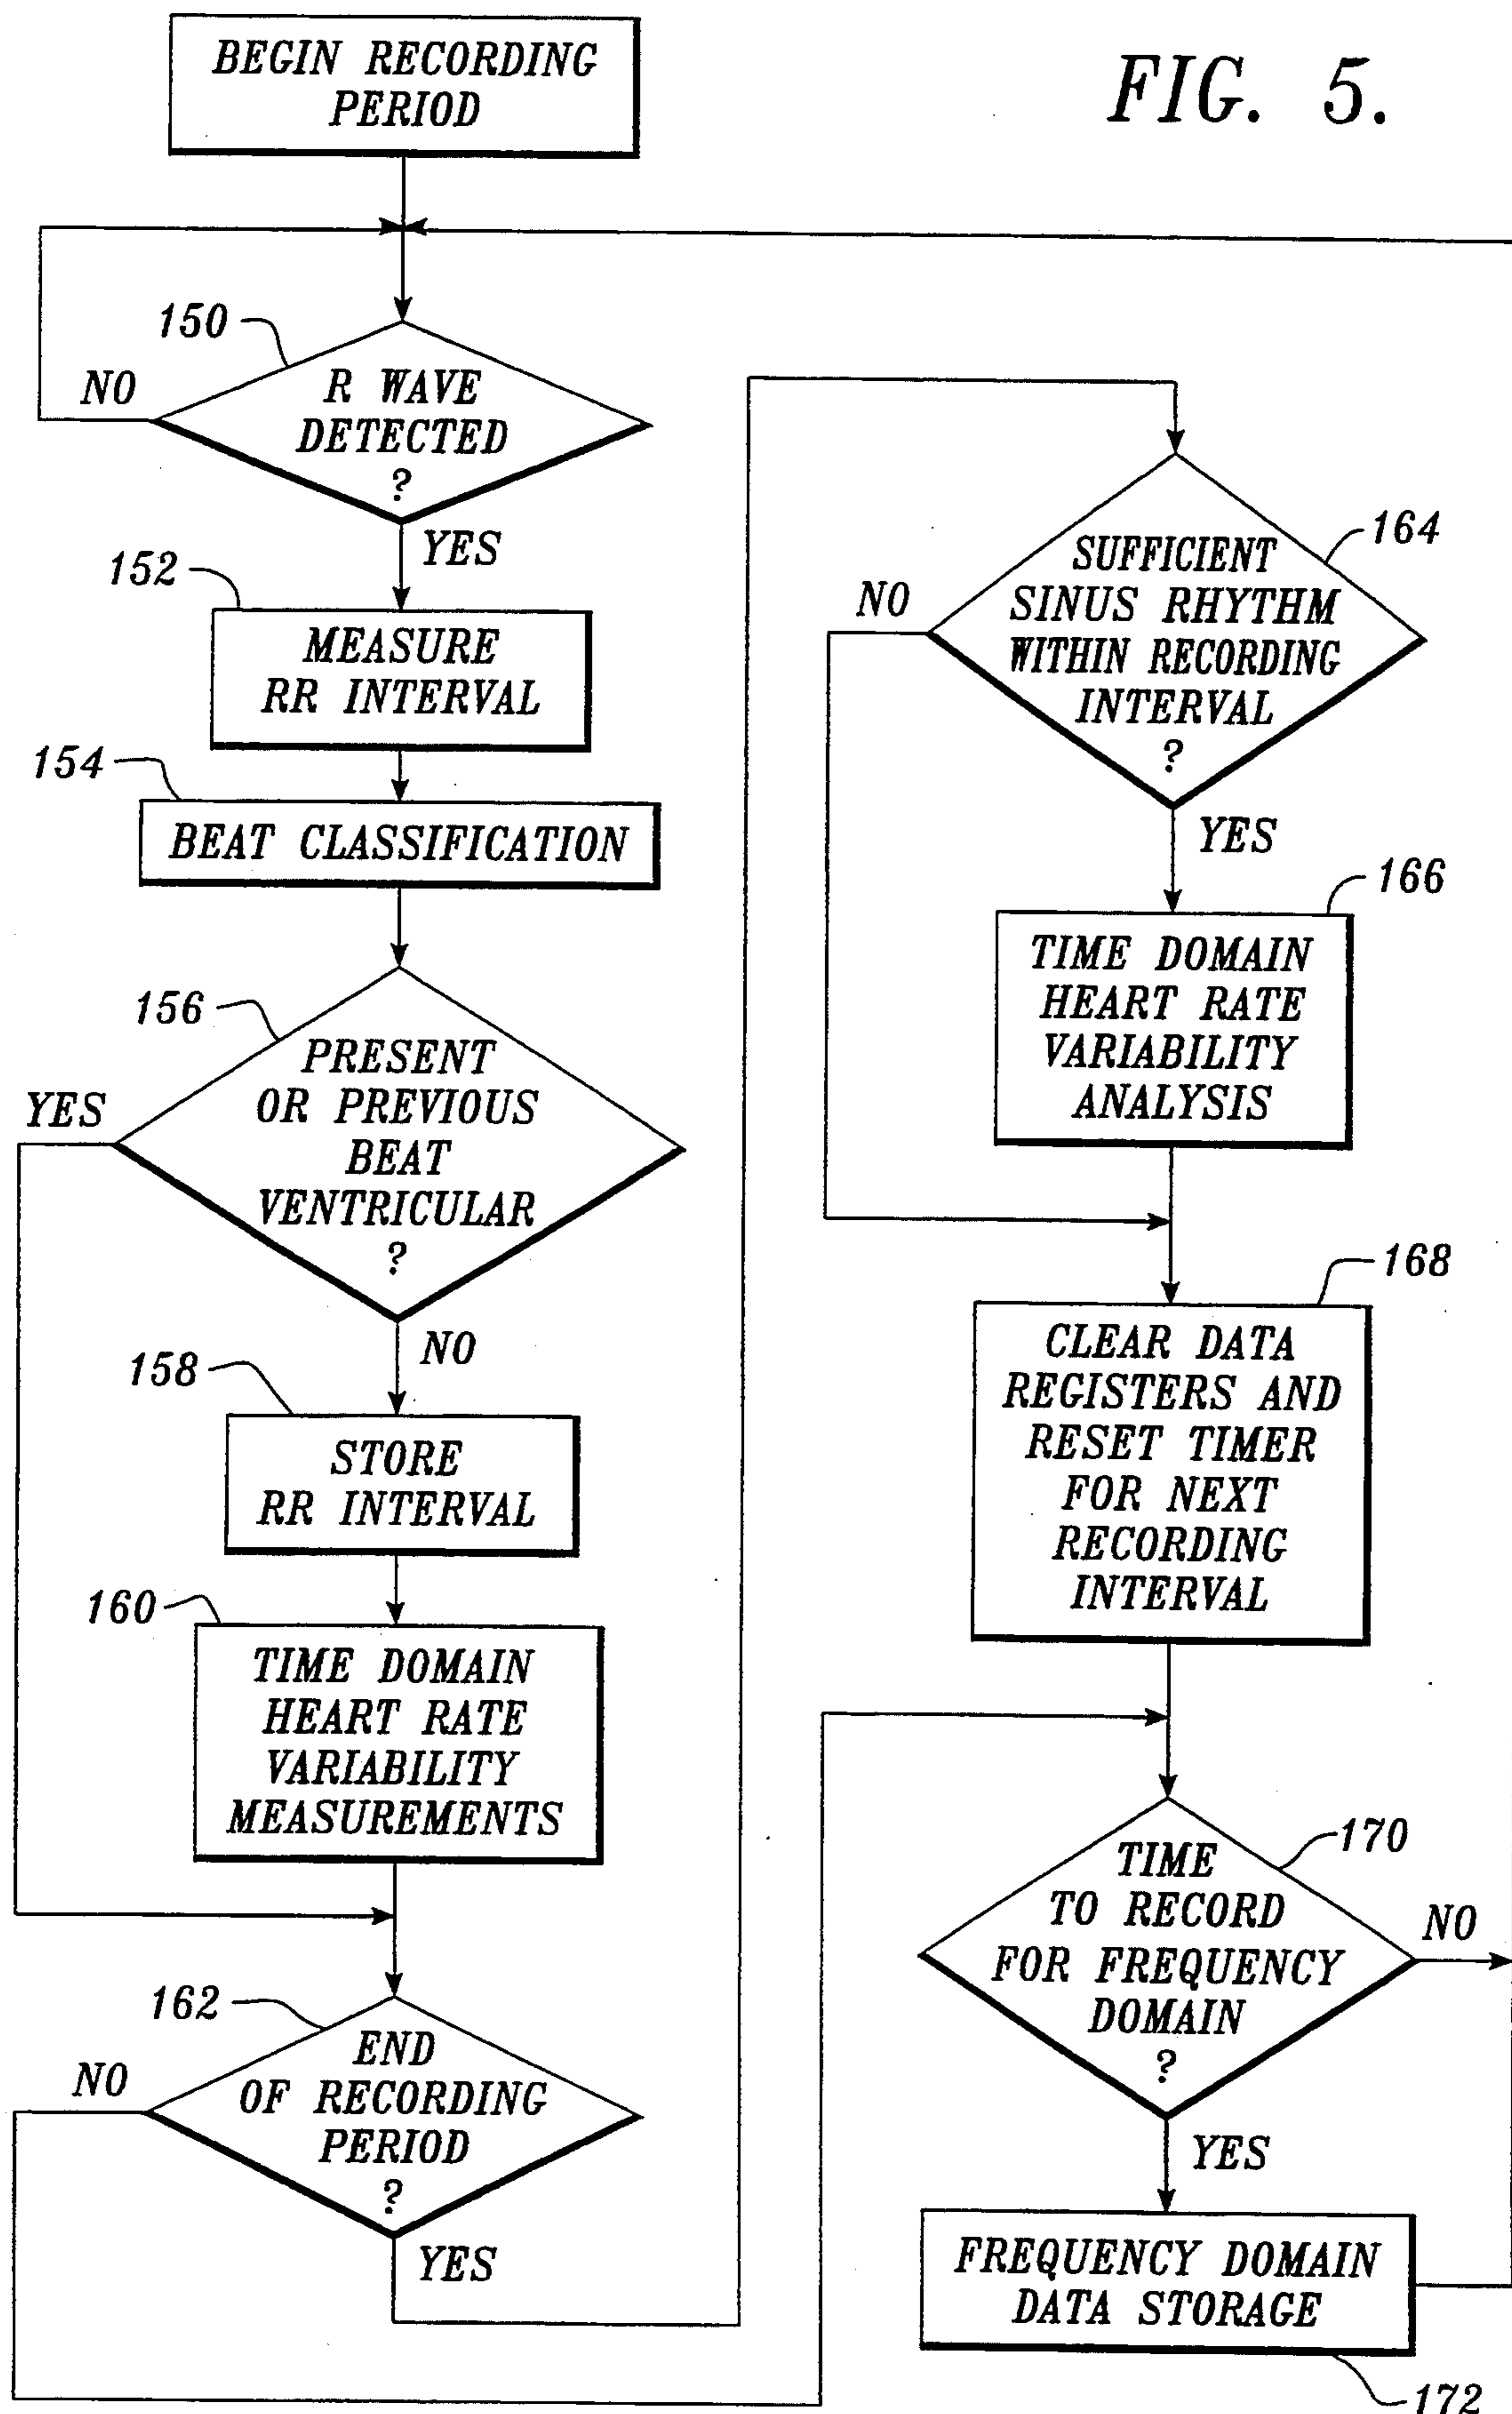 FIG. 5.
BEGIN RECORDING
PERIOD
150
NO
R WAVE
DETECTED
?
YES
152
MEASURE
RR INTERVAL
154
BEAT CLASSIFICATION
156
YES
PRESENT
OR PREVIOUS
BEAT
VENTRICULAR
?
NO
158
STORE
RR INTERVAL
160
TIME DOMAIN
HEART RATE
VARIABILITY
MEASUREMENTS
162
NO
END
OF RECORDING
PERIOD
?
YES
164
NO
SUFFICIENT
SINUS RHYTHM
WITHIN RECORDING
INTERVAL
?
YES
166
TIME DOMAIN
HEART RATE
VARIABILITY
ANALYSIS
168
CLEAR DATA
REGISTERS AND
RESET TIMER
FOR NEXT
RECORDING
INTERVAL
170
TIME
TO RECORD
FOR FREQUENCY
DOMAIN
?
NO
YES
FREQUENCY DOMAIN
DATA STORAGE
172